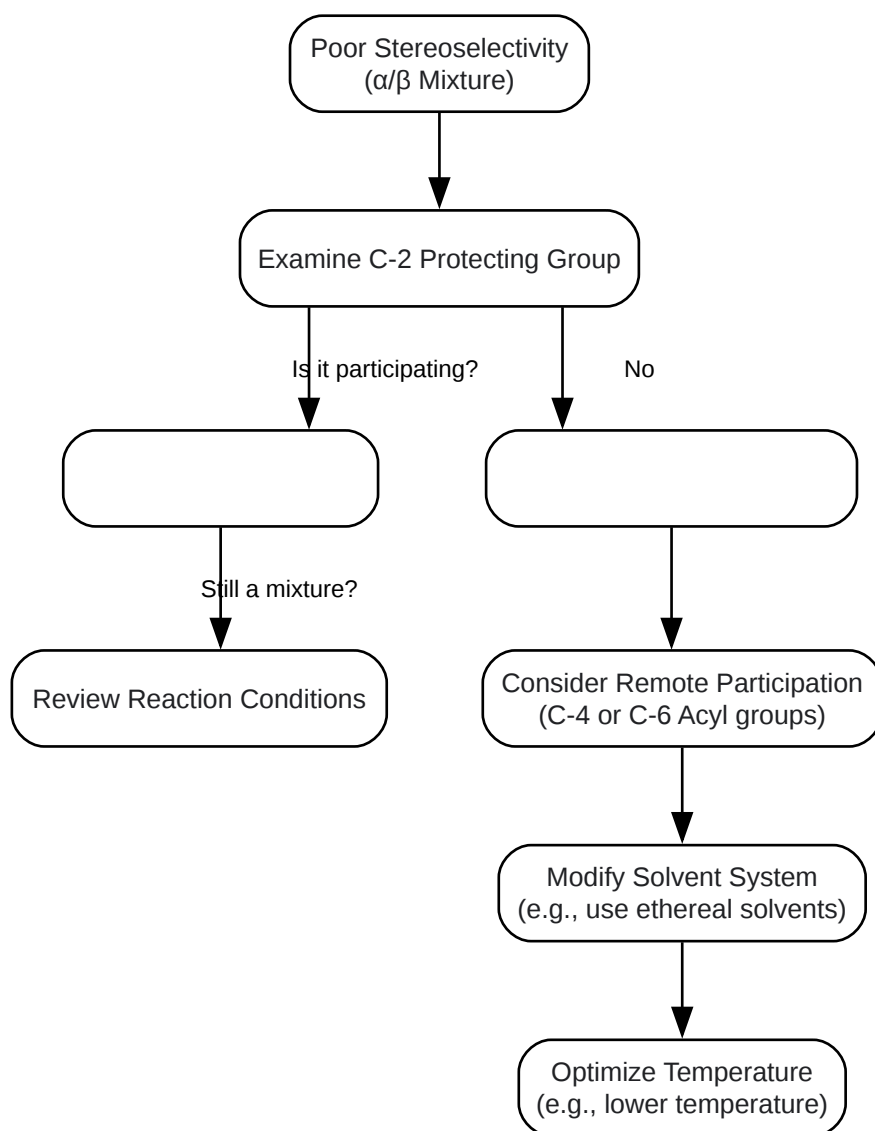 Poor Stereoselectivity
(α/β Mixture)
Examine C-2 Protecting Group
Is it participating?
No
Still a mixture?
Review Reaction Conditions
Consider Remote Participation
(C-4 or C-6 Acyl groups)
Modify Solvent System
(e.g., use ethereal solvents)
Optimize Temperature
(e.g., lower temperature)